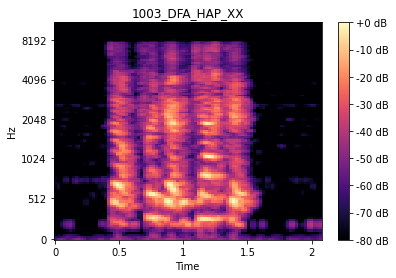 1003_DFA_HAP_XX
+0 dB
8192
-10 dB
4096
-20 dB
-30 dB
2048
Hz
-40 dB
1024
-50 dB
512
-60 dB
-70 dB
0
-80 dB
0 0.5 1 1.5 2
Time